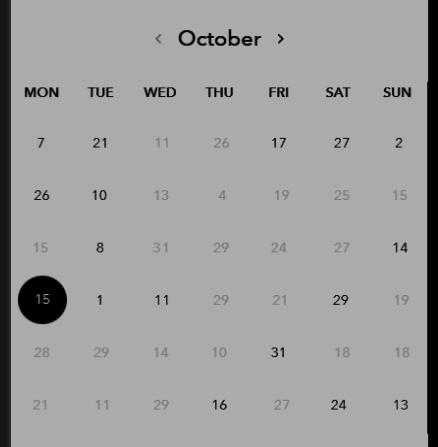 ‹ October ›
MON TUE WED THU FRI SAT SUN
7 21 11 26 17 27 2
26 10 13 4 19 25 15
15 8 31 29 24 27 14
15 1 11 29 21 29 19
28 29 14 10 31 18 18
21 11 29 16 27 24 13